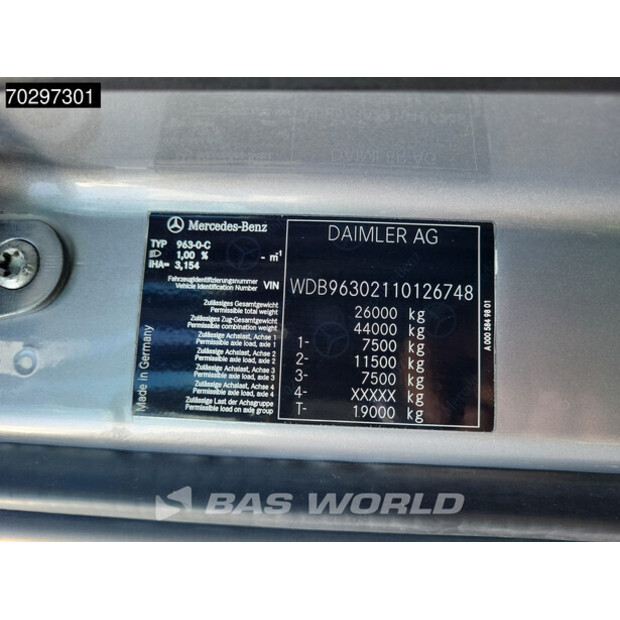 70297301
Mercedes-Benz
TYP 963-0-C
1,00 % - m⁻¹
iHA= 3,154
Fahrzeugidentifizierungsnummer
Vehicle Identification Number VIN
Zulässiges Gesamtgewicht
Permissible total weight
Zulässiges Zug-Gesamtgewicht
Permissible combination weight
Zulässige Achslast, Achse 1
Permissible axle load, axle 1
Zulässige Achslast, Achse 2
Permissible axle load, axle 2
Zulässige Achslast, Achse 3
Permissible axle load, axle 3
Zulässige Achslast, Achse 4
Permissible axle load, axle 4
Zulässige Last der Achsgruppe
Permissible load on axle group
Made in Germany
DAIMLER AG
WDB96302110126748
26000 kg
44000 kg
1- 7500 kg
2- 11500 kg
3- 7500 kg
4- XXXXX kg
T- 19000 kg
A 000 584 98 01
BAS WORLD